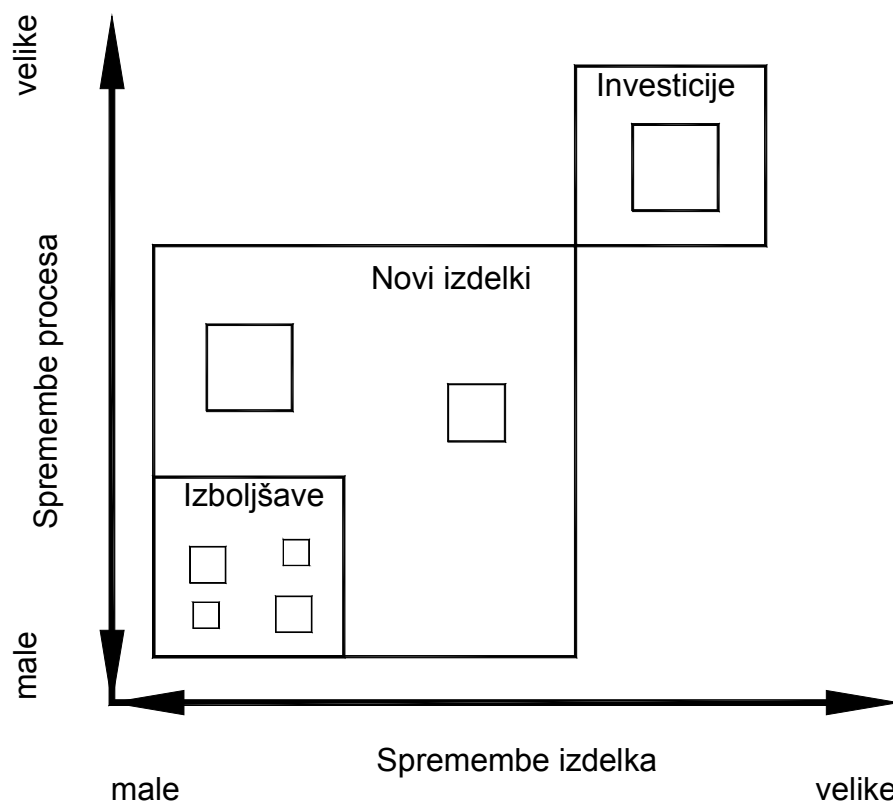 velike
Investicije
Spremembe procesa
Novi izdelki
Izboljšave
male
Spremembe izdelka
male
velike